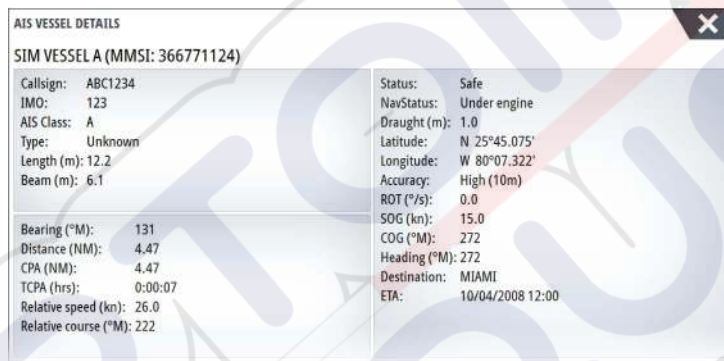 AIS VESSEL DETAILS
SIM VESSEL A (MMSI: 366771124)
Callsign: ABC1234
IMO: 123
AIS Class: A
Type: Unknown
Length (m): 12.2
Beam (m): 6.1
Bearing (°M): 131
Distance (NM): 4.47
CPA (NM): 4.47
TCPA (hrs): 0:00:07
Relative speed (kn): 26.0
Relative course (°M): 222
Status: Safe
NavStatus: Under engine
Draught (m): 1.0
Latitude: N 25°45.075'
Longitude: W 80°07.322'
Accuracy: High (10m)
ROT (°/s): 0.0
SOG (kn): 15.0
COG (°M): 272
Heading (°M): 272
Destination: MIAMI
ETA: 10/04/2008 12:00